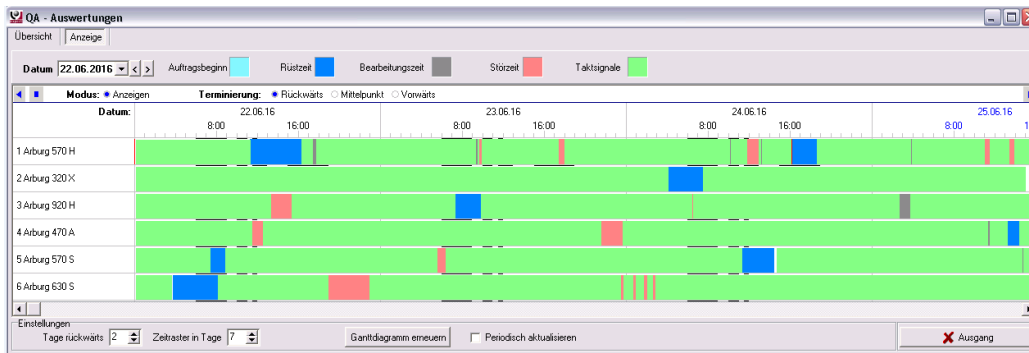 QA - Auswertungen
Übersicht Anzeige
Datum 22.06.2016 < > Auftragsbeginn Rüstzeit Bearbeitungszeit Störzeit Taktsignale
Modus: Anzeigen Terminierung: Rückwärts Mittelpunkt Vorwärts
Datum: 22.06.16 23.06.16 24.06.16 25.06.16
8:00 16:00 8:00 16:00 8:00 16:00 8:00
1 Arburg 570 H
2 Arburg 320 X
3 Arburg 920 H
4 Arburg 470 A
5 Arburg 570 S
6 Arburg 630 S
Einstellungen
Tage rückwärts 2 Zeitraster in Tage 7 Ganttdiagramm erneuern Periodisch aktualisieren Ausgang